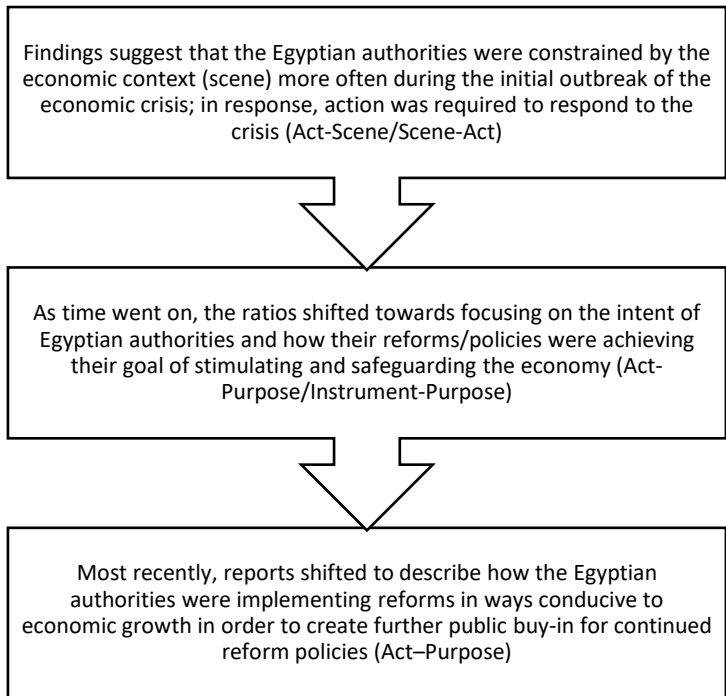 Findings suggest that the Egyptian authorities were constrained by the
economic context (scene) more often during the initial outbreak of the
economic crisis; in response, action was required to respond to the
crisis (Act-Scene/Scene-Act)
As time went on, the ratios shifted towards focusing on the intent of
Egyptian authorities and how their reforms/policies were achieving
their goal of stimulating and safeguarding the economy (Act-
Purpose/Instrument-Purpose)
Most recently, reports shifted to describe how the Egyptian
authorities were implementing reforms in ways conducive to
economic growth in order to create further public buy-in for continued
reform policies (Act–Purpose)